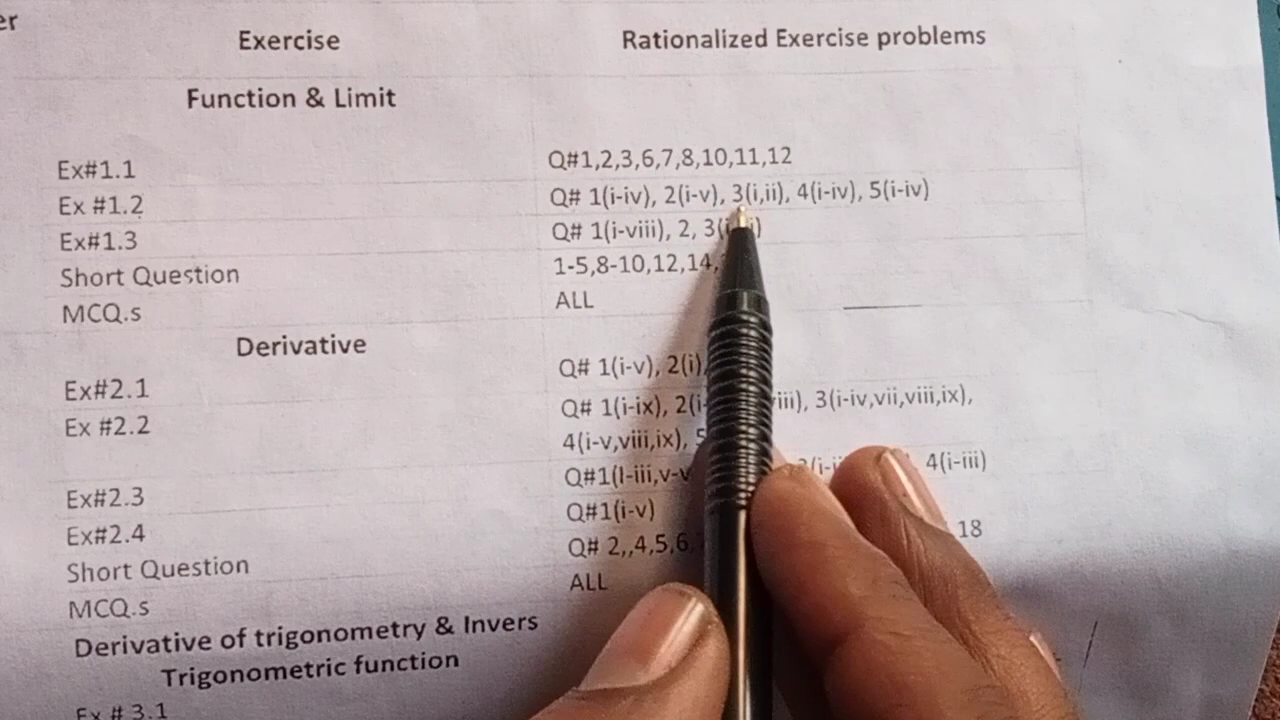 er
Exercise Rationalized Exercise problems
Function & Limit
Ex#1.1 Q#1,2,3,6,7,8,10,11,12
Ex #1.2 Q# 1(i-iv), 2(i-v), 3(i,ii), 4(i-iv), 5(i-iv)
Ex#1.3 Q# 1(i-viii), 2,
Short Question 1-5,8-10,12,14,
MCQ.s ALL
Derivative
Ex#2.1 Q# 1(i-v), 2(i)
Ex #2.2 Q# 1(i-ix), 3(i-iv,vii,viii,ix),
4(i-v,viii,ix),
Ex#2.3 4(i-iii)
Ex#2.4 Q#1(i-v)
Short Question Q# 2,,4,5,6, 18
MCQ.s ALL
Derivative of trigonometry & Invers
Trigonometric function
Ex # 3.1